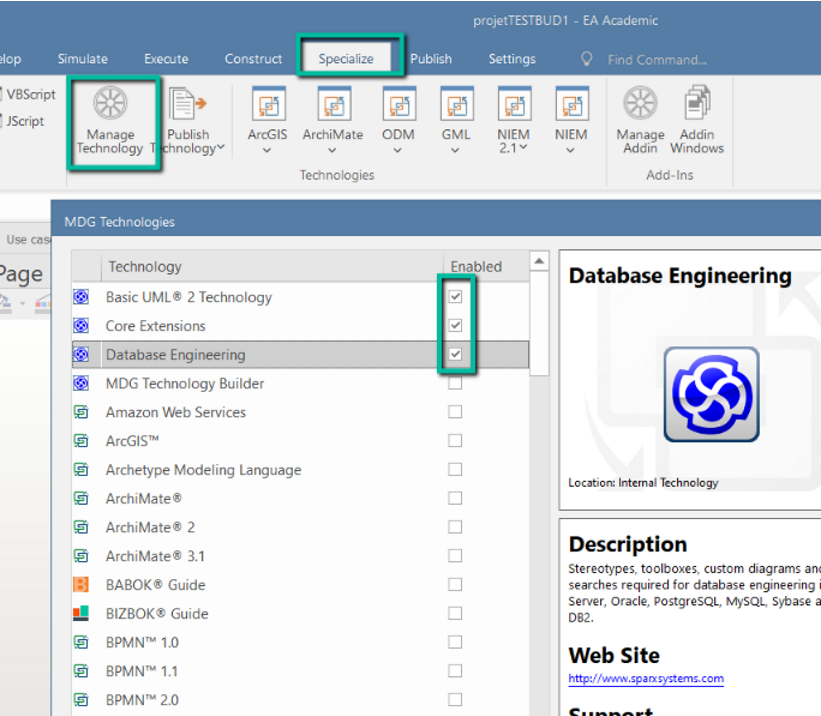 projetTESTBUD1 - EA Academic
elop Simulate Execute Construct Specialize Publish Settings Find Command...
VBScript
JScript
Manage Technology
Publish Technology
ArcGIS
ArchiMate
ODM
GML
NIEM 2.1
NIEM
Manage Addin
Addin Windows
Technologies
Add-Ins
MDG Technologies
Use cas
Page
Technology Enabled
Basic UML® 2 Technology
Core Extensions
Database Engineering
MDG Technology Builder
Amazon Web Services
ArcGIS™
Archetype Modeling Language
ArchiMate®
ArchiMate® 2
ArchiMate® 3.1
BABOK® Guide
BIZBOK® Guide
BPMN™ 1.0
BPMN™ 1.1
BPMN™ 2.0
Database Engineering
Location: Internal Technology
Description
Stereotypes, toolboxes, custom diagrams and
searches required for database engineering i
Server, Oracle, PostgreSQL, MySQL, Sybase a
DB2.
Web Site
http://www.sparxsystems.com
Support